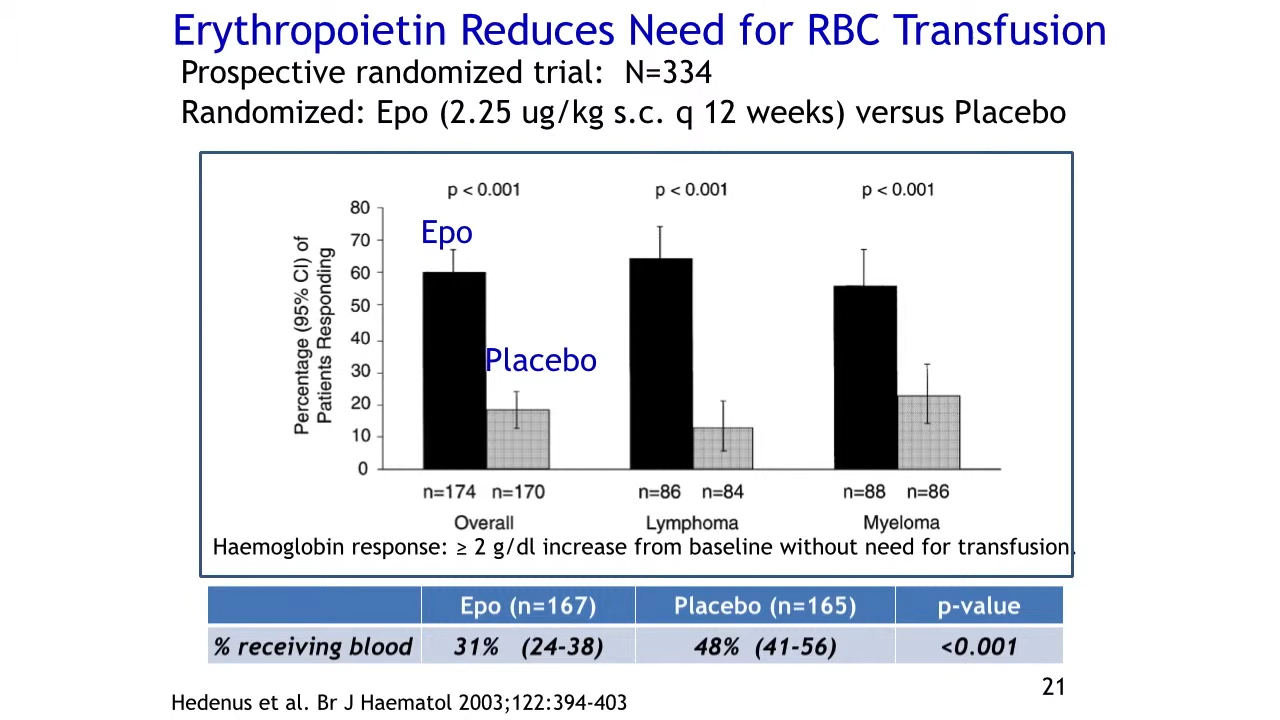 Erythropoietin Reduces Need for RBC Transfusion
Prospective randomized trial: N=334
Randomized: Epo (2.25 ug/kg s.c. q 12 weeks) versus Placebo
p < 0.001 p < 0.001 p < 0.001
Percentage (95% CI) of
Patients Responding
80
70
60
50
40
30
20
10
0
Epo
Placebo
n=174 n=170 n=86 n=84 n=88 n=86
Overall Lymphoma Myeloma
Haemoglobin response: ≥ 2 g/dl increase from baseline without need for transfusion.
Epo (n=167) Placebo (n=165) p-value
% receiving blood 31% (24-38) 48% (41-56) <0.001
21
Hedenus et al. Br J Haematol 2003;122:394-403